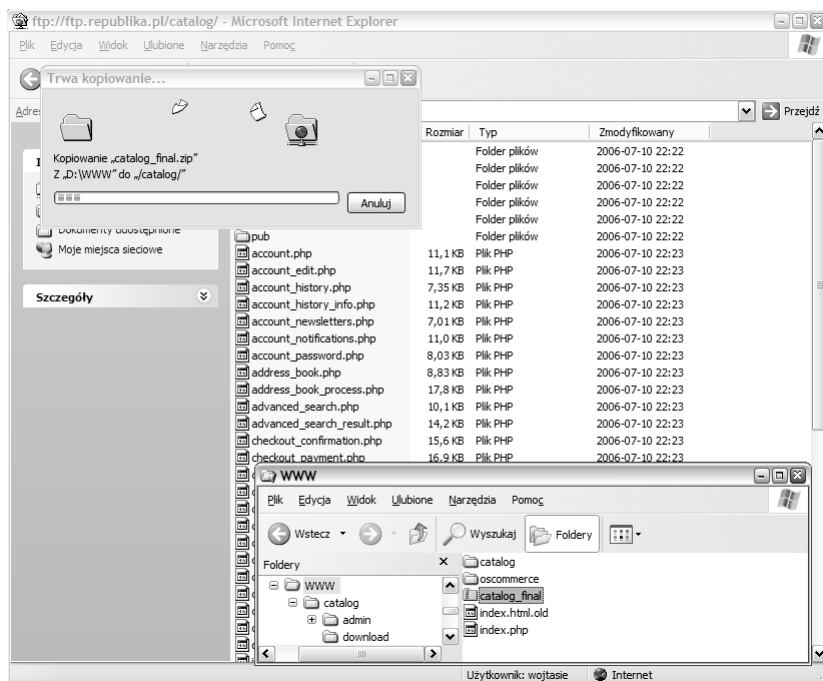 ftp://ftp.republika.pl/catalog/ - Microsoft Internet Explorer
Plik Edycja Widok Ulubione Narzędzia Pomoc
Trwa kopiowanie...
Przejdź
Kopiowanie „catalog_final.zip"
Z „D:\WWW" do „/catalog/"
Anuluj
Dokumenty udostępnione
Moje miejsca sieciowe
Szczegóły
Rozmiar Typ Zmodyfikowany
Folder plików 2006-07-10 22:22
Folder plików 2006-07-10 22:22
Folder plików 2006-07-10 22:22
Folder plików 2006-07-10 22:22
Folder plików 2006-07-10 22:22
pub Folder plików 2006-07-10 22:22
account.php 11,1 KB Plik PHP 2006-07-10 22:23
account_edit.php 11,7 KB Plik PHP 2006-07-10 22:23
account_history.php 7,35 KB Plik PHP 2006-07-10 22:23
account_history_info.php 11,2 KB Plik PHP 2006-07-10 22:23
account_newsletters.php 7,01 KB Plik PHP 2006-07-10 22:23
account_notifications.php 11,0 KB Plik PHP 2006-07-10 22:23
account_password.php 8,03 KB Plik PHP 2006-07-10 22:23
address_book.php 8,83 KB Plik PHP 2006-07-10 22:23
address_book_process.php 17,8 KB Plik PHP 2006-07-10 22:23
advanced_search.php 10,1 KB Plik PHP 2006-07-10 22:23
advanced_search_result.php 14,2 KB Plik PHP 2006-07-10 22:23
checkout_confirmation.php 15,6 KB Plik PHP 2006-07-10 22:23
checkout_payment.php 16,9 KB Plik PHP 2006-07-10 22:23
WWW
Plik Edycja Widok Ulubione Narzędzia Pomoc
Wstecz Wyszukaj Foldery
Foldery
WWW
catalog
admin
download
catalog
oscommerce
catalog_final
index.html.old
index.php
Użytkownik: wojtasie Internet